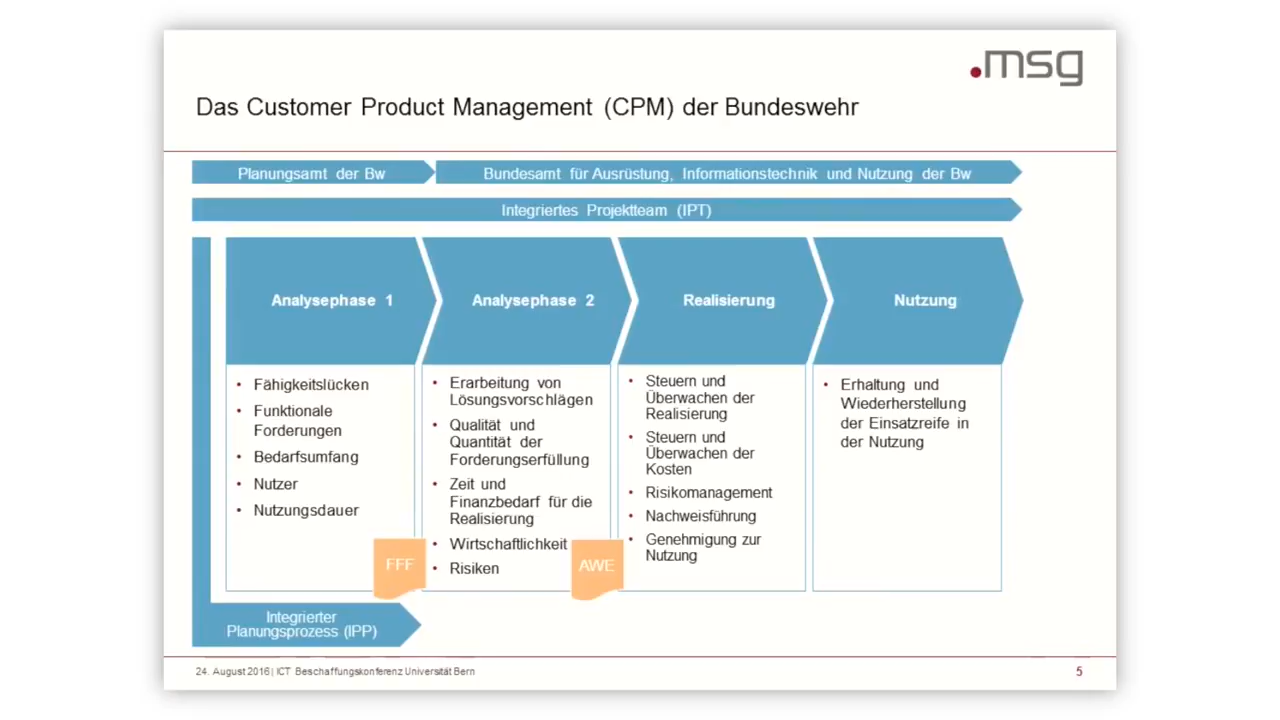 .msg
Das Customer Product Management (CPM) der Bundeswehr
Planungsamt der Bw
Bundesamt für Ausrüstung, Informationstechnik und Nutzung der Bw
Integriertes Projektteam (IPT)
Analysephase 1
Analysephase 2
Realisierung
Nutzung
• Fähigkeitslücken
• Funktionale
Forderungen
• Bedarfsumfang
• Nutzer
• Nutzungsdauer
FFF
• Erarbeitung von
Lösungsvorschlägen
• Qualität und
Quantität der
Forderungserfüllung
• Zeit und
Finanzbedarf für die
Realisierung
• Wirtschaftlichkeit
• Risiken
AWE
• Steuern und
Überwachen der
Realisierung
• Steuern und
Überwachen der
Kosten
• Risikomanagement
• Nachweisführung
• Genehmigung zur
Nutzung
• Erhaltung und
Wiederherstellung
der Einsatzreife in
der Nutzung
Integrierter
Planungsprozess (IPP)
24. August 2016 | ICT Beschaffungskonferenz Universität Bern
5